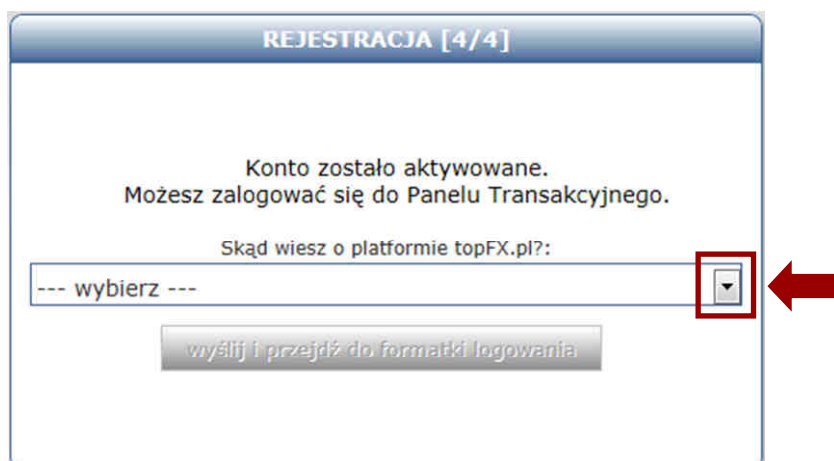 REJESTRACJA [4/4]
Konto zostało aktywowane.
Możesz zalogować się do Panelu Transakcyjnego.
Skąd wiesz o platformie topFX.pl?:
--- wybierz ---
wyślij i przejdź do formatki logowania